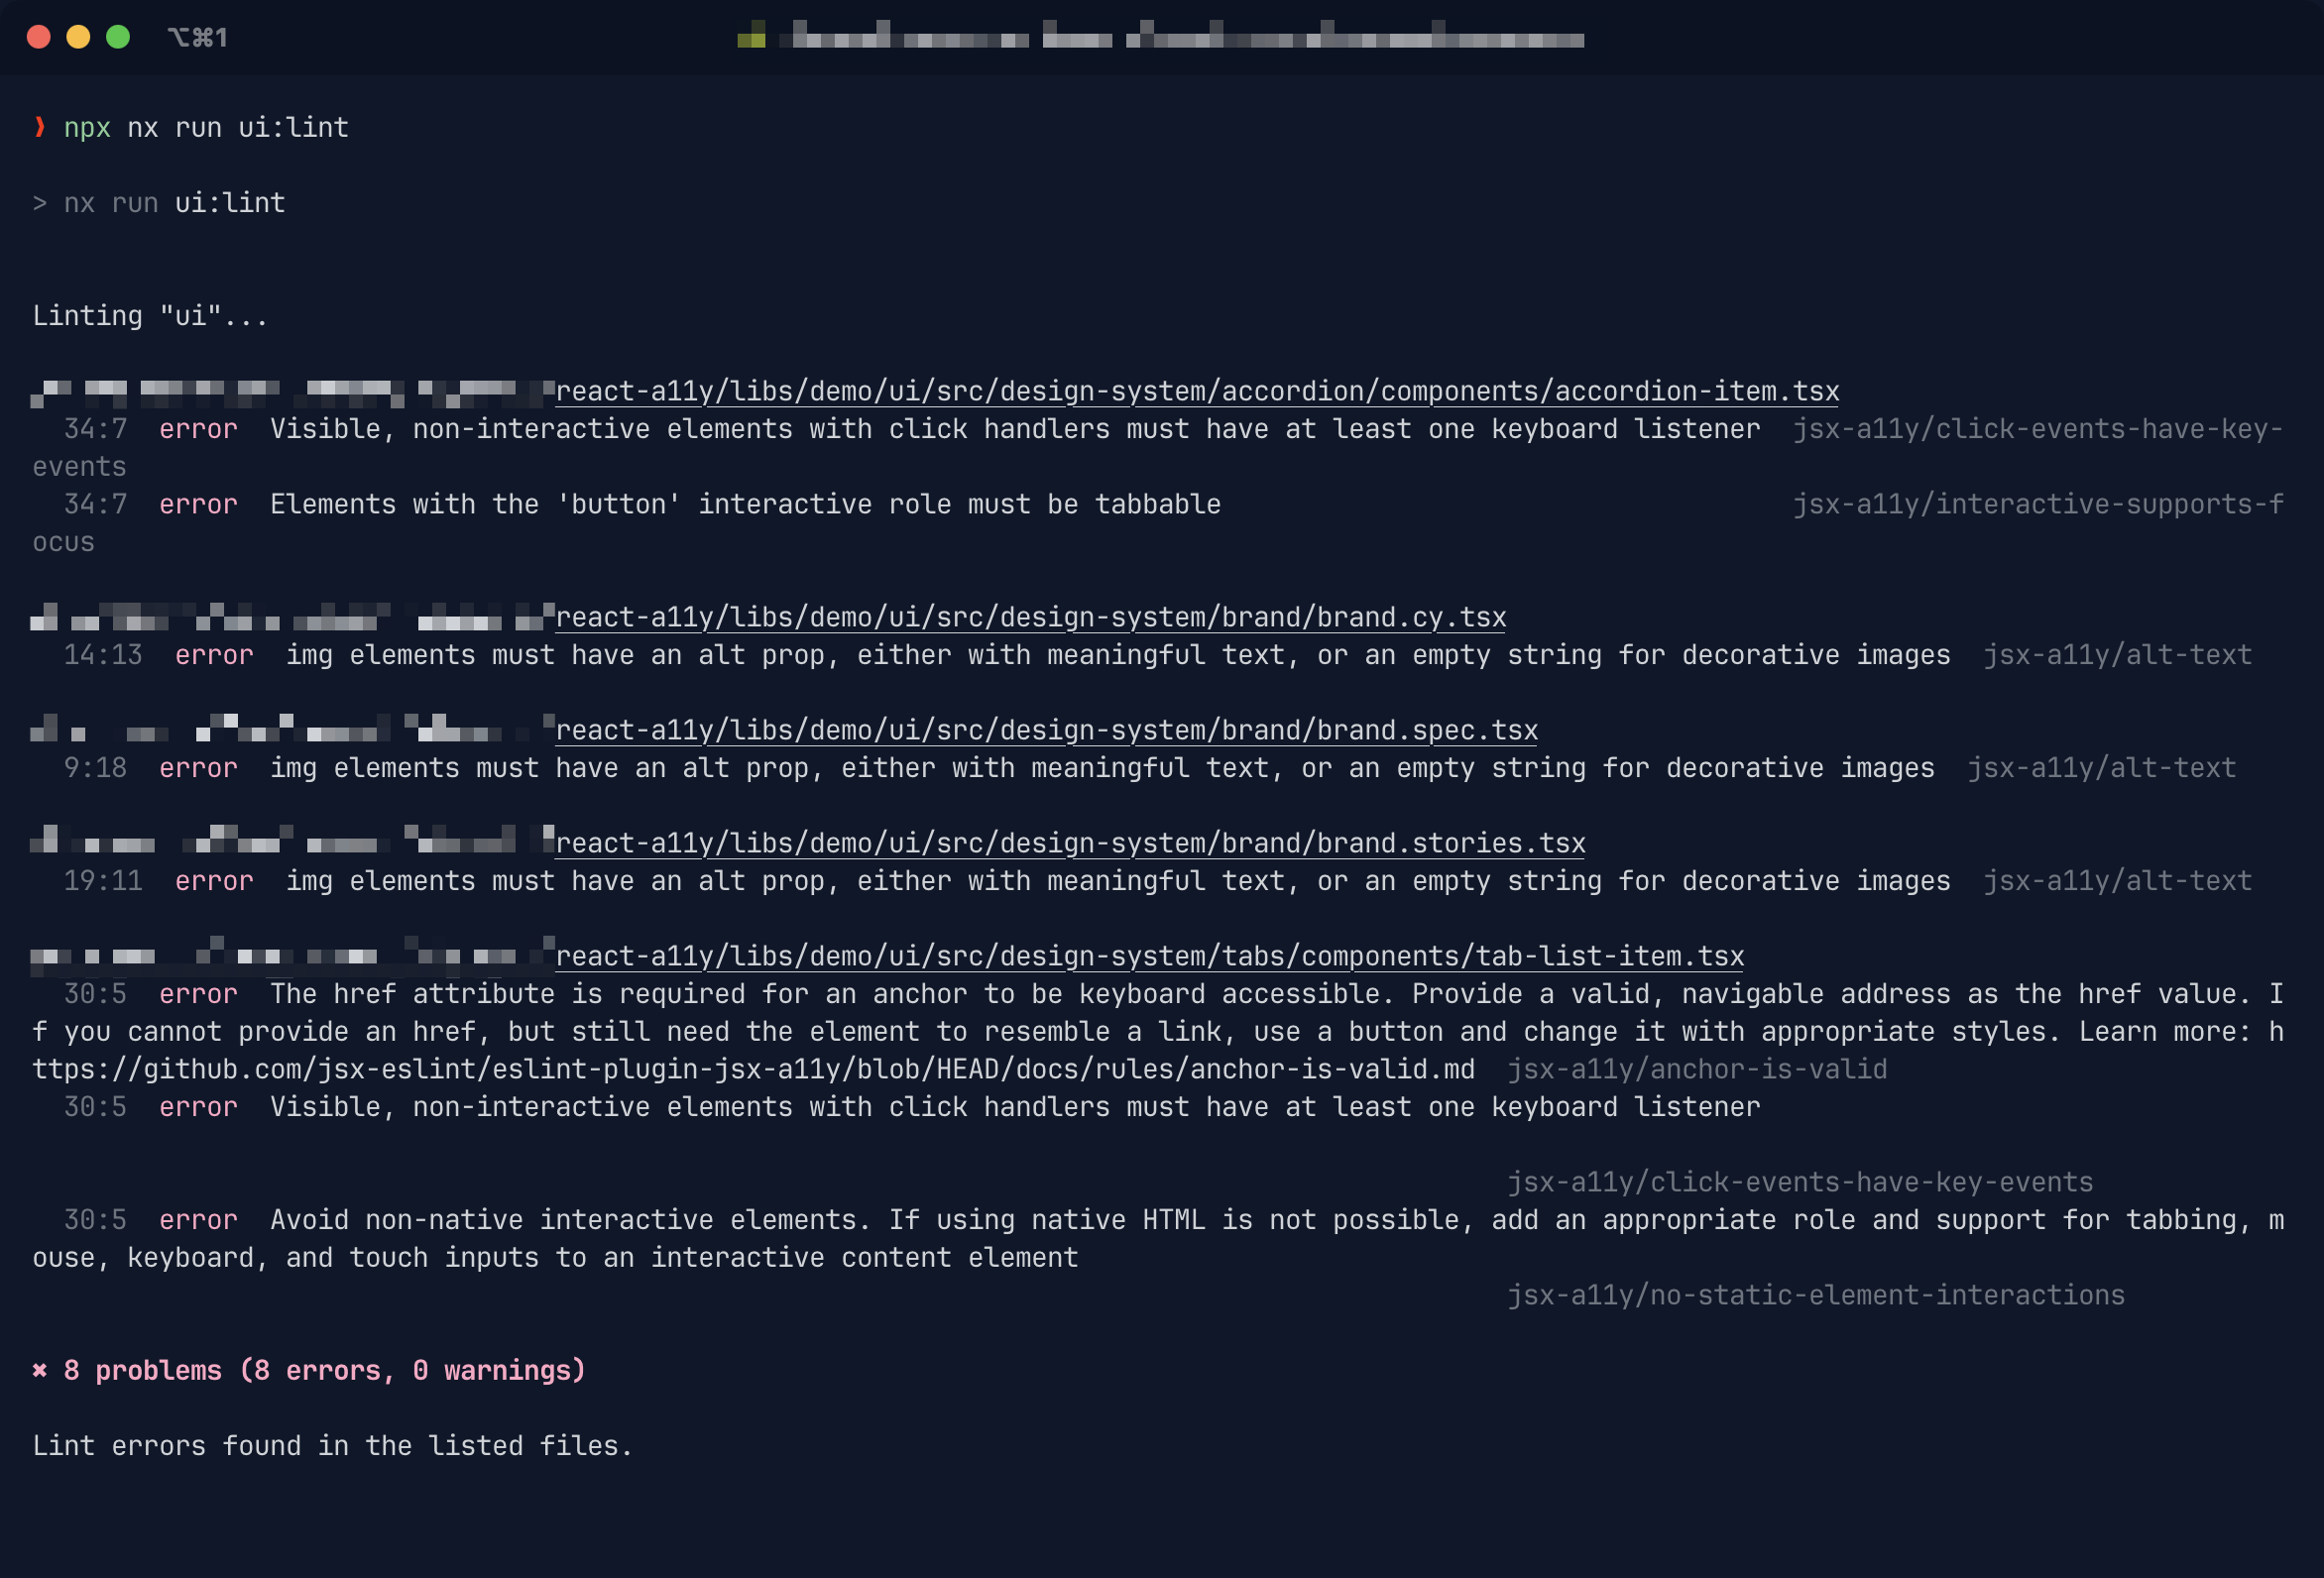 ⌥⌘1
❯ npx nx run ui:lint
> nx run ui:lint
Linting "ui"...
react-a11y/libs/demo/ui/src/design-system/accordion/components/accordion-item.tsx
34:7  error  Visible, non-interactive elements with click handlers must have at least one keyboard listener  jsx-a11y/click-events-have-key-
events
34:7  error  Elements with the 'button' interactive role must be tabbable  jsx-a11y/interactive-supports-f
ocus
react-a11y/libs/demo/ui/src/design-system/brand/brand.cy.tsx
14:13  error  img elements must have an alt prop, either with meaningful text, or an empty string for decorative images  jsx-a11y/alt-text
react-a11y/libs/demo/ui/src/design-system/brand/brand.spec.tsx
9:18  error  img elements must have an alt prop, either with meaningful text, or an empty string for decorative images  jsx-a11y/alt-text
react-a11y/libs/demo/ui/src/design-system/brand/brand.stories.tsx
19:11  error  img elements must have an alt prop, either with meaningful text, or an empty string for decorative images  jsx-a11y/alt-text
react-a11y/libs/demo/ui/src/design-system/tabs/components/tab-list-item.tsx
30:5  error  The href attribute is required for an anchor to be keyboard accessible. Provide a valid, navigable address as the href value. I
f you cannot provide an href, but still need the element to resemble a link, use a button and change it with appropriate styles. Learn more: h
ttps://github.com/jsx-eslint/eslint-plugin-jsx-a11y/blob/HEAD/docs/rules/anchor-is-valid.md  jsx-a11y/anchor-is-valid
30:5  error  Visible, non-interactive elements with click handlers must have at least one keyboard listener
jsx-a11y/click-events-have-key-events
30:5  error  Avoid non-native interactive elements. If using native HTML is not possible, add an appropriate role and support for tabbing, m
ouse, keyboard, and touch inputs to an interactive content element
jsx-a11y/no-static-element-interactions
✖ 8 problems (8 errors, 0 warnings)
Lint errors found in the listed files.